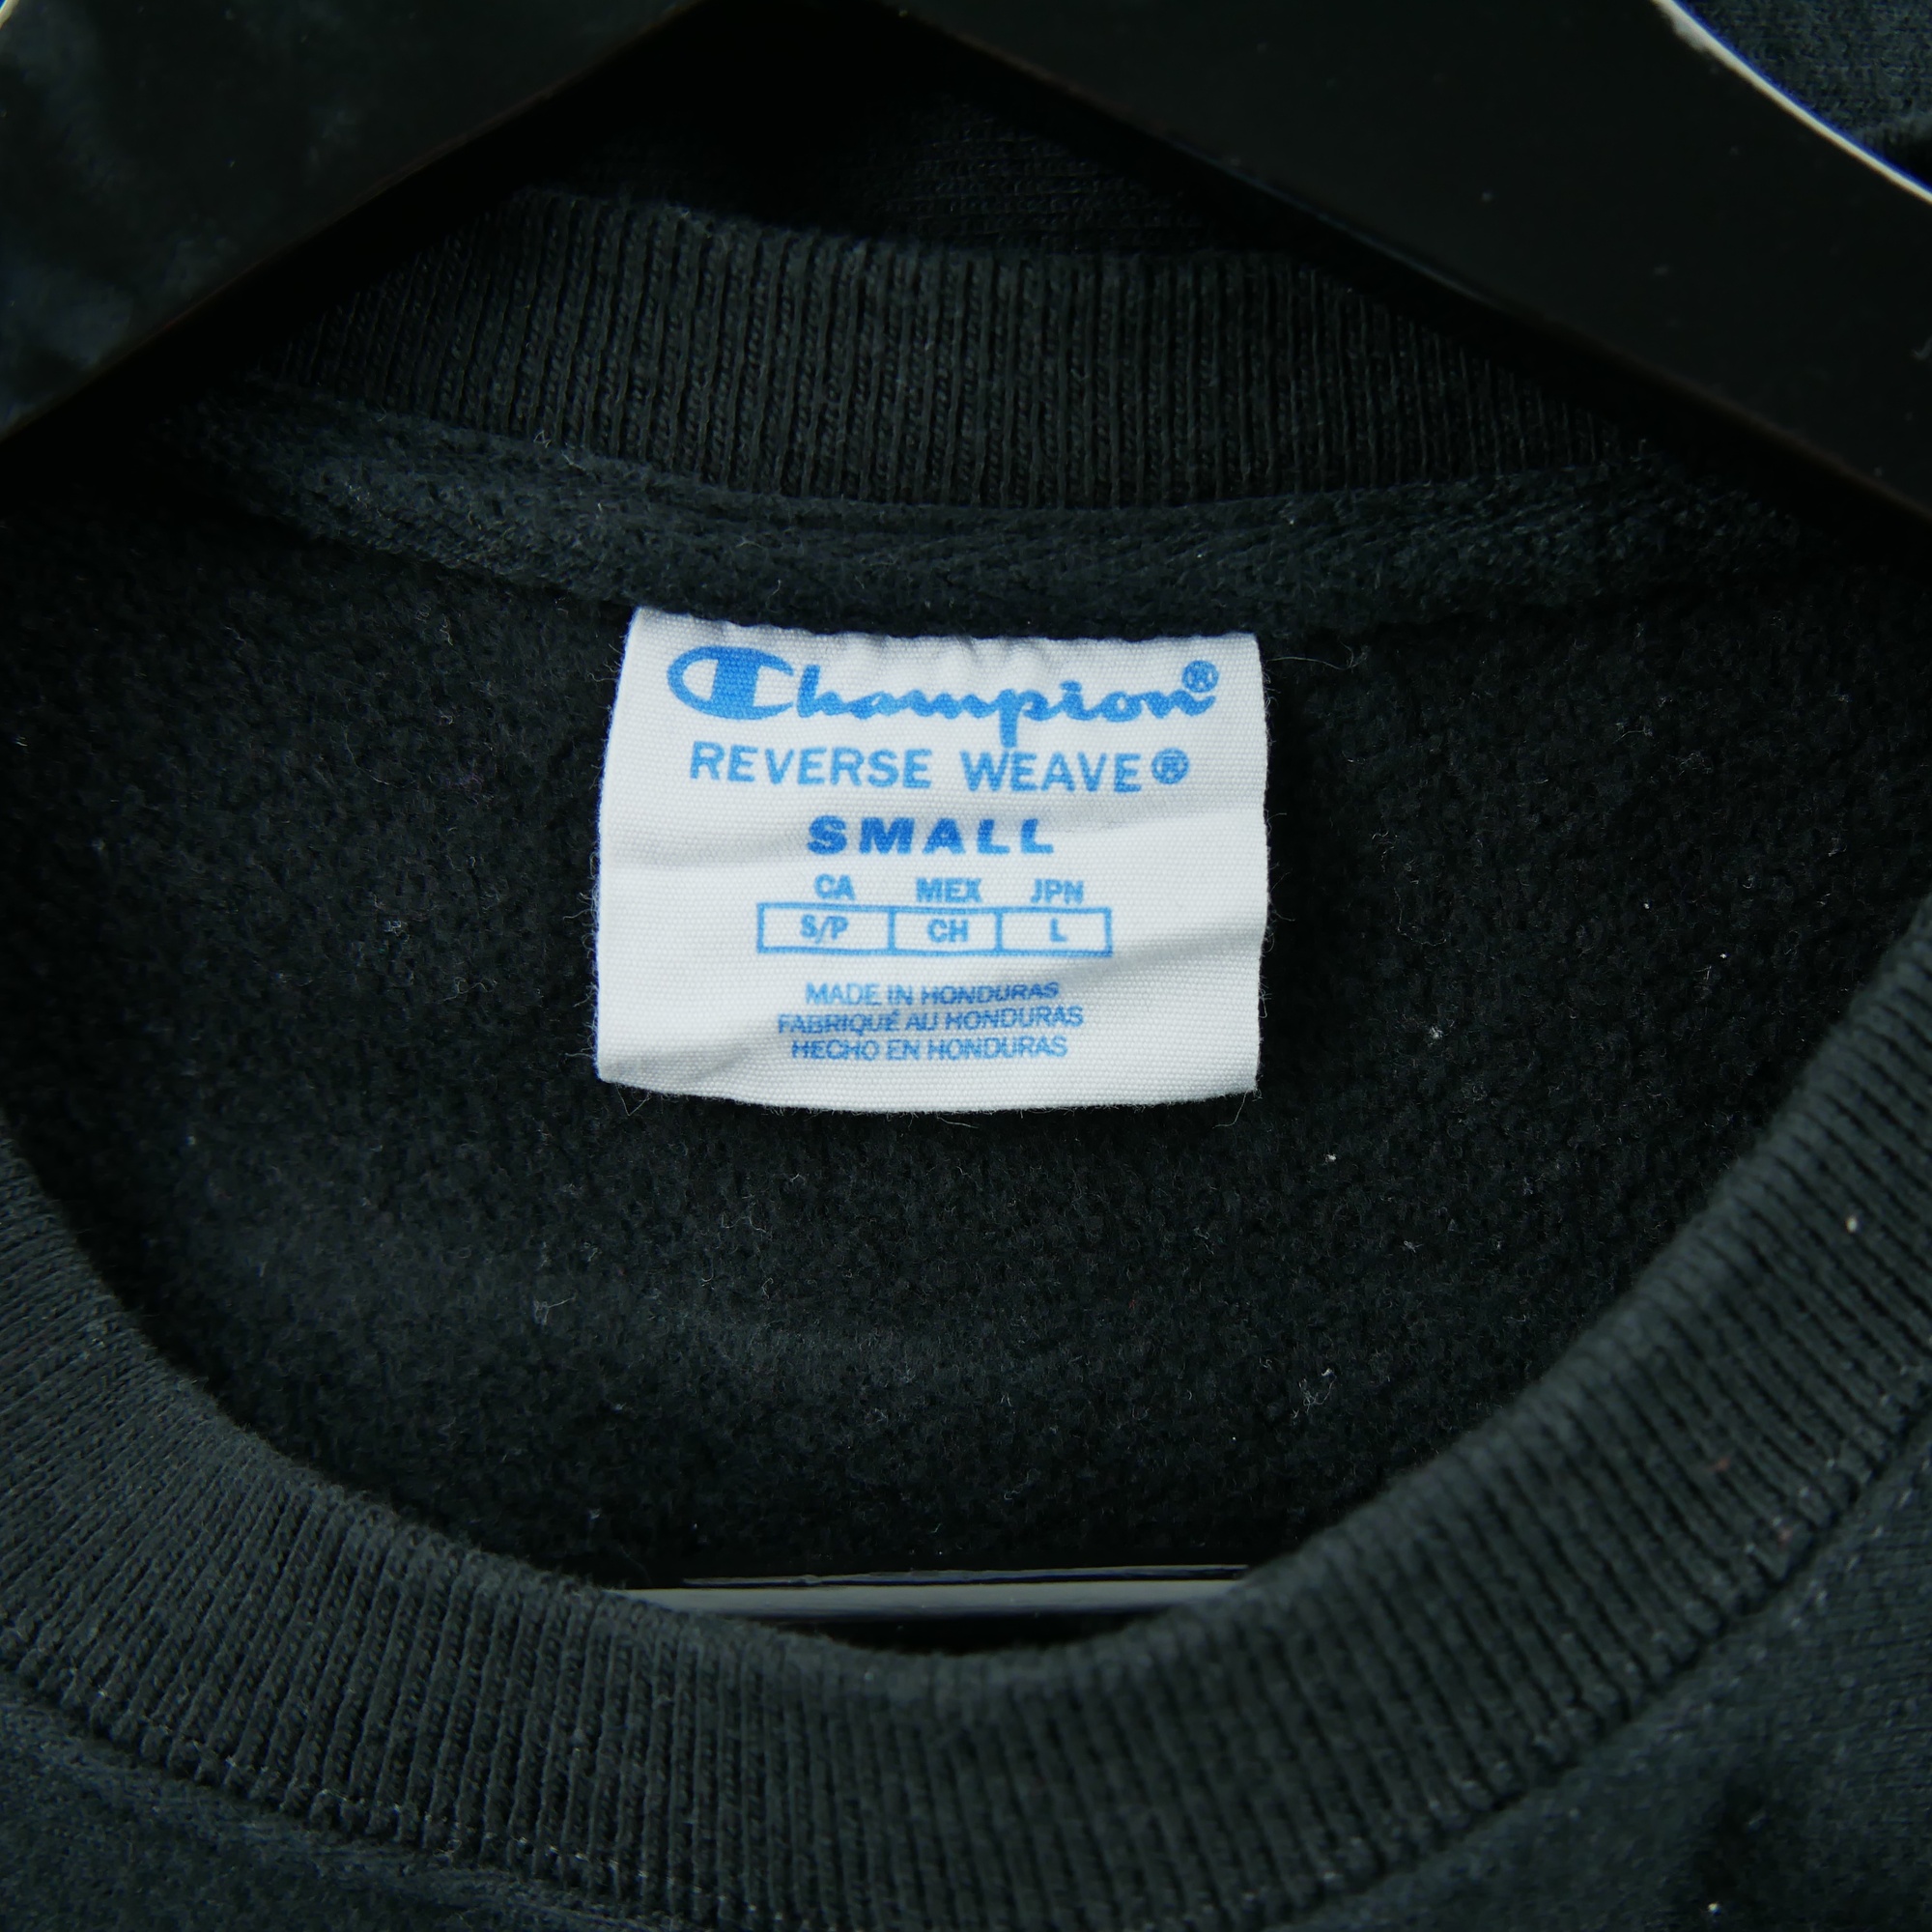 Champion®
REVERSE WEAVE®
SMALL
CA MEX JPN
S/P CH L
MADE IN HONDURAS
FABRIQUÉ AU HONDURAS
HECHO EN HONDURAS